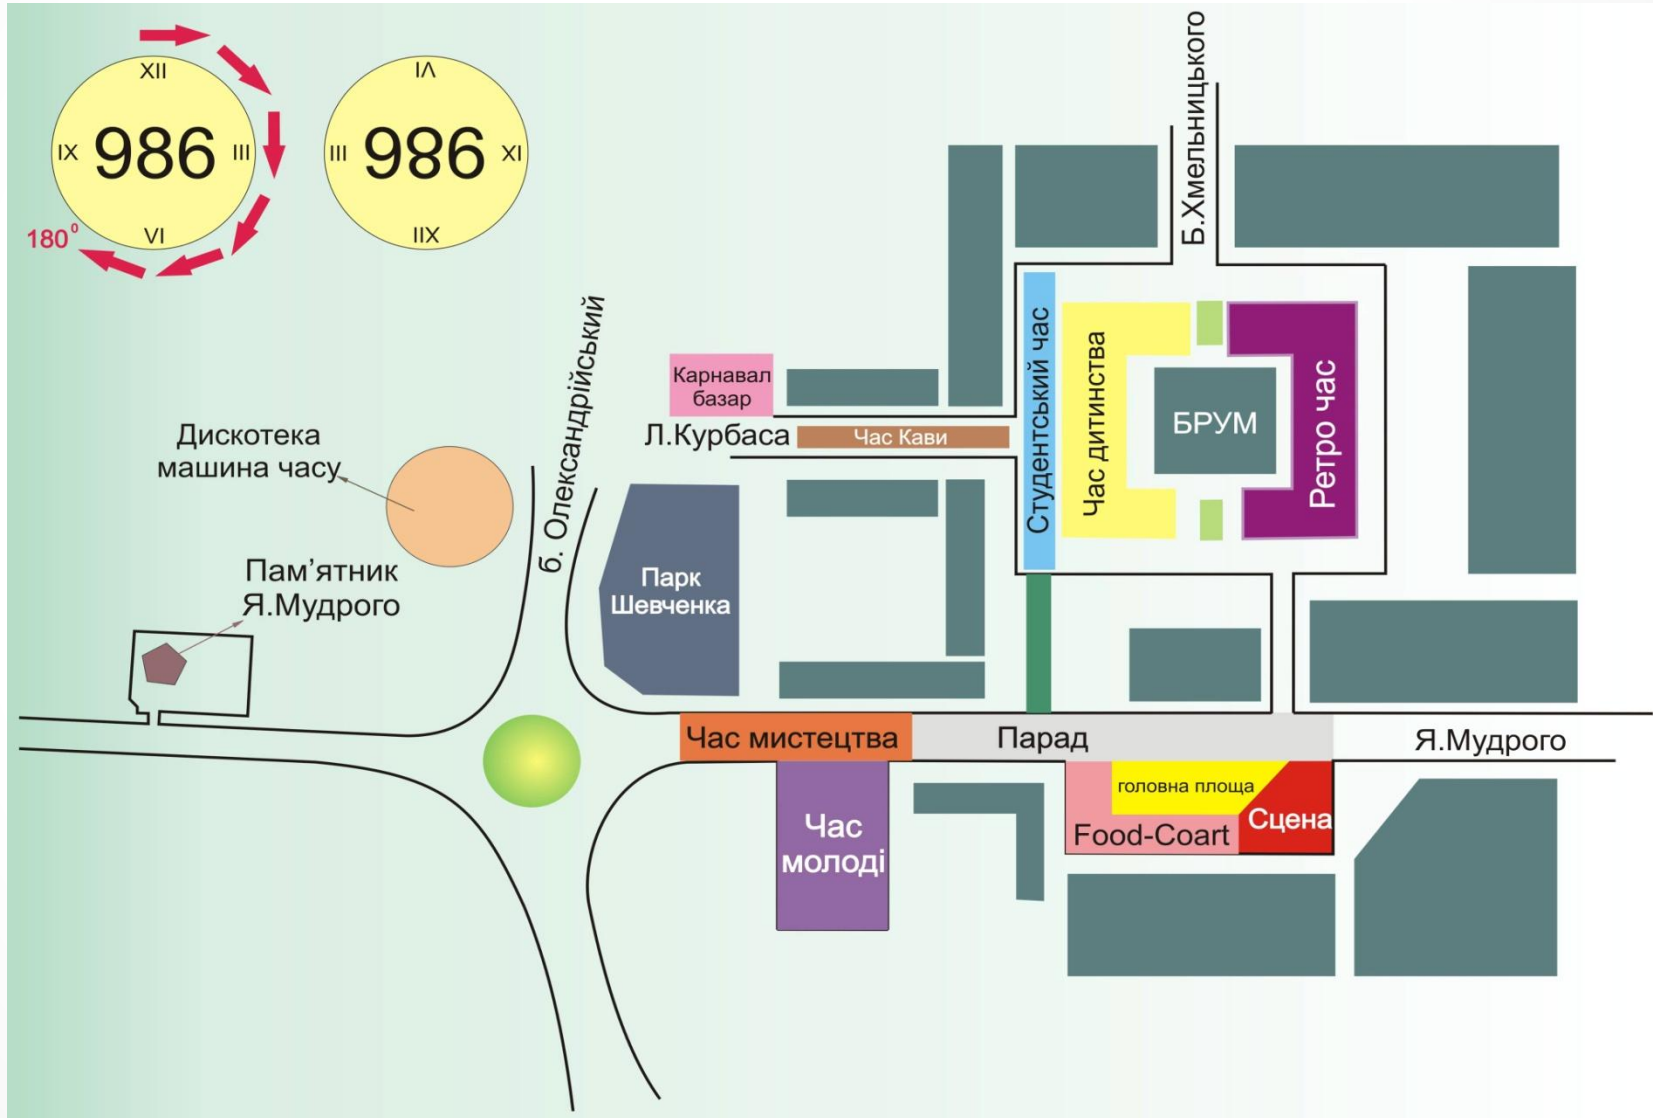 XII
IX 986 III
VI
180⁰
IΛ
III 986 XI
IIX
Б.Хмельницького
б. Олександрійський
Карнавал
базар
Л.Курбаса
Час Кави
Студентський час
Час дитинства
БРУМ
Ретро час
Дискотека
машина часу
Пам’ятник
Я.Мудрого
Парк
Шевченка
Час мистецтва
Парад
Я.Мудрого
головна площа
Сцена
Food-Coart
Час
молоді